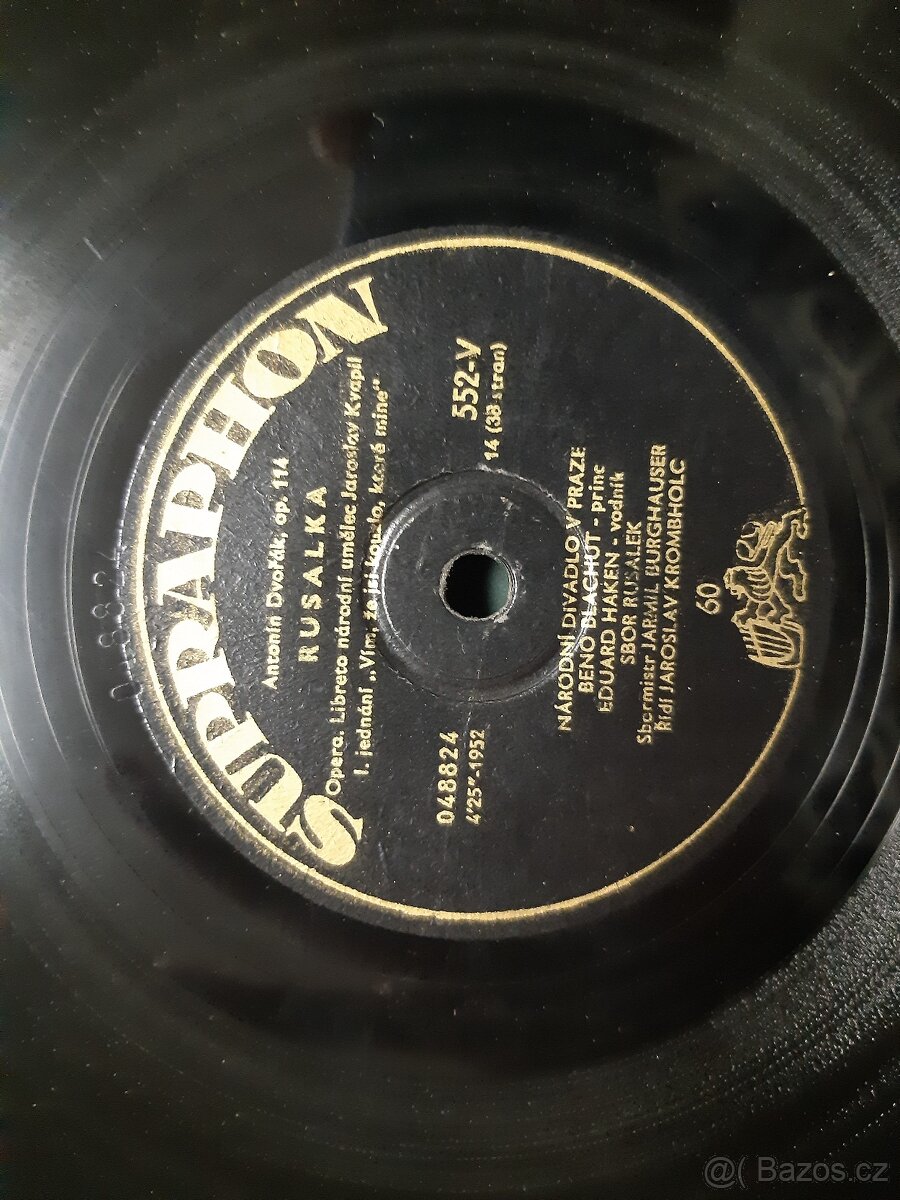 SUPRAPHON
Antonín Dvořák, op. 114
RUSALKA
Opera. Libreto národní umělec Jaroslav Kvapil
I. jednání „Vím, že jsi kouzlo, které mine"
048824 552-V
4'25"-1952 14 (38 stran)
NÁRODNÍ DIVADLO V PRAZE
BENO BLACHUT - princ
EDUARD HAKEN - vodník
SBOR RUSALEK
Sbormistr JARMIL BURGHAUSER
Řídí JAROSLAV KROMBHOLC
60
04882
@( Bazos.cz